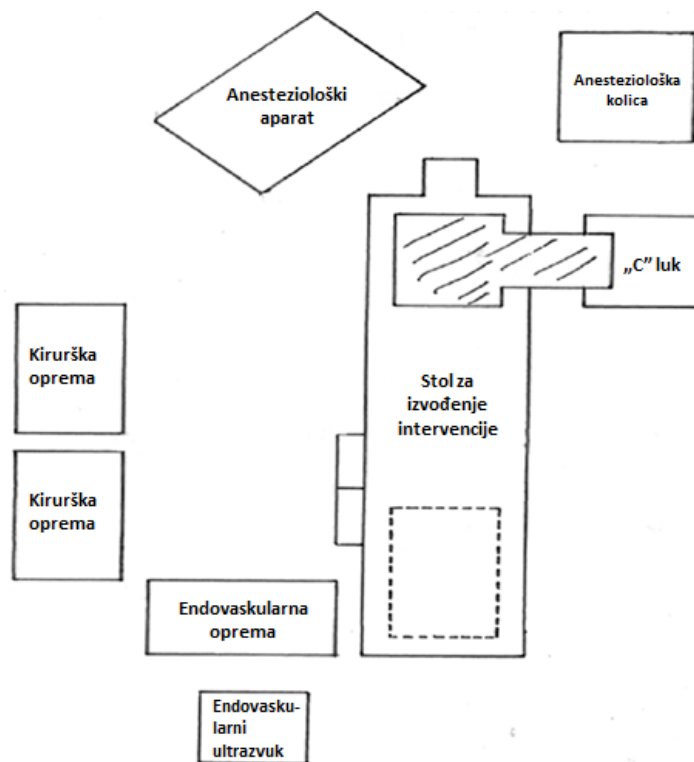 Anesteziološki
aparat
Anesteziološka
kolica
„C” luk
Kirurška
oprema
Stol za
izvođenje
intervencije
Kirurška
oprema
Endovaskularna
oprema
Endovasku-
larni
ultrazvuk